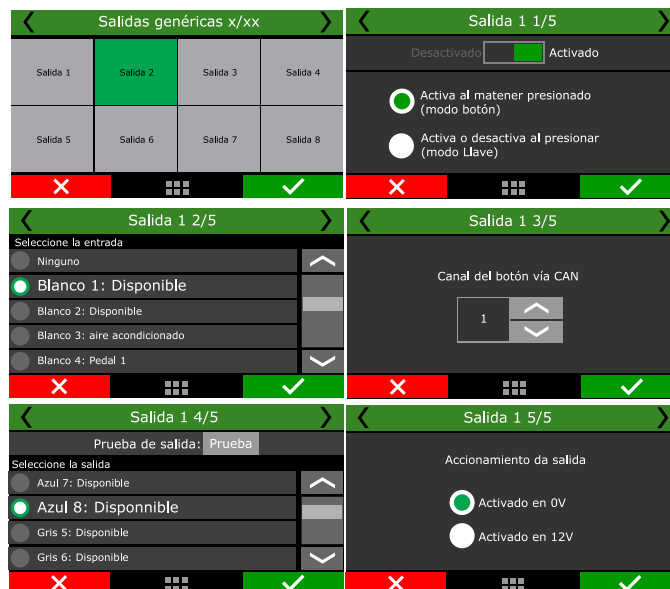 Salidas genéricas x/xx
Salida 1
Salida 2
Salida 3
Salida 4
Salida 5
Salida 6
Salida 7
Salida 8
Salida 1 1/5
Desactivado
Activado
Activa al matener presionado
(modo botón)
Activa o desactiva al presionar
(modo Llave)
Salida 1 2/5
Seleccione la entrada
Ninguno
Blanco 1: Disponible
Blanco 2: Disponible
Blanco 3: aire acondicionado
Blanco 4: Pedal 1
Salida 1 3/5
Canal del botón vía CAN
1
Salida 1 4/5
Prueba de salida: Prueba
Seleccione la salida
Azul 7: Disponible
Azul 8: Disponnible
Gris 5: Disponible
Gris 6: Disponible
Salida 1 5/5
Accionamiento da salida
Activado en 0V
Activado en 12V